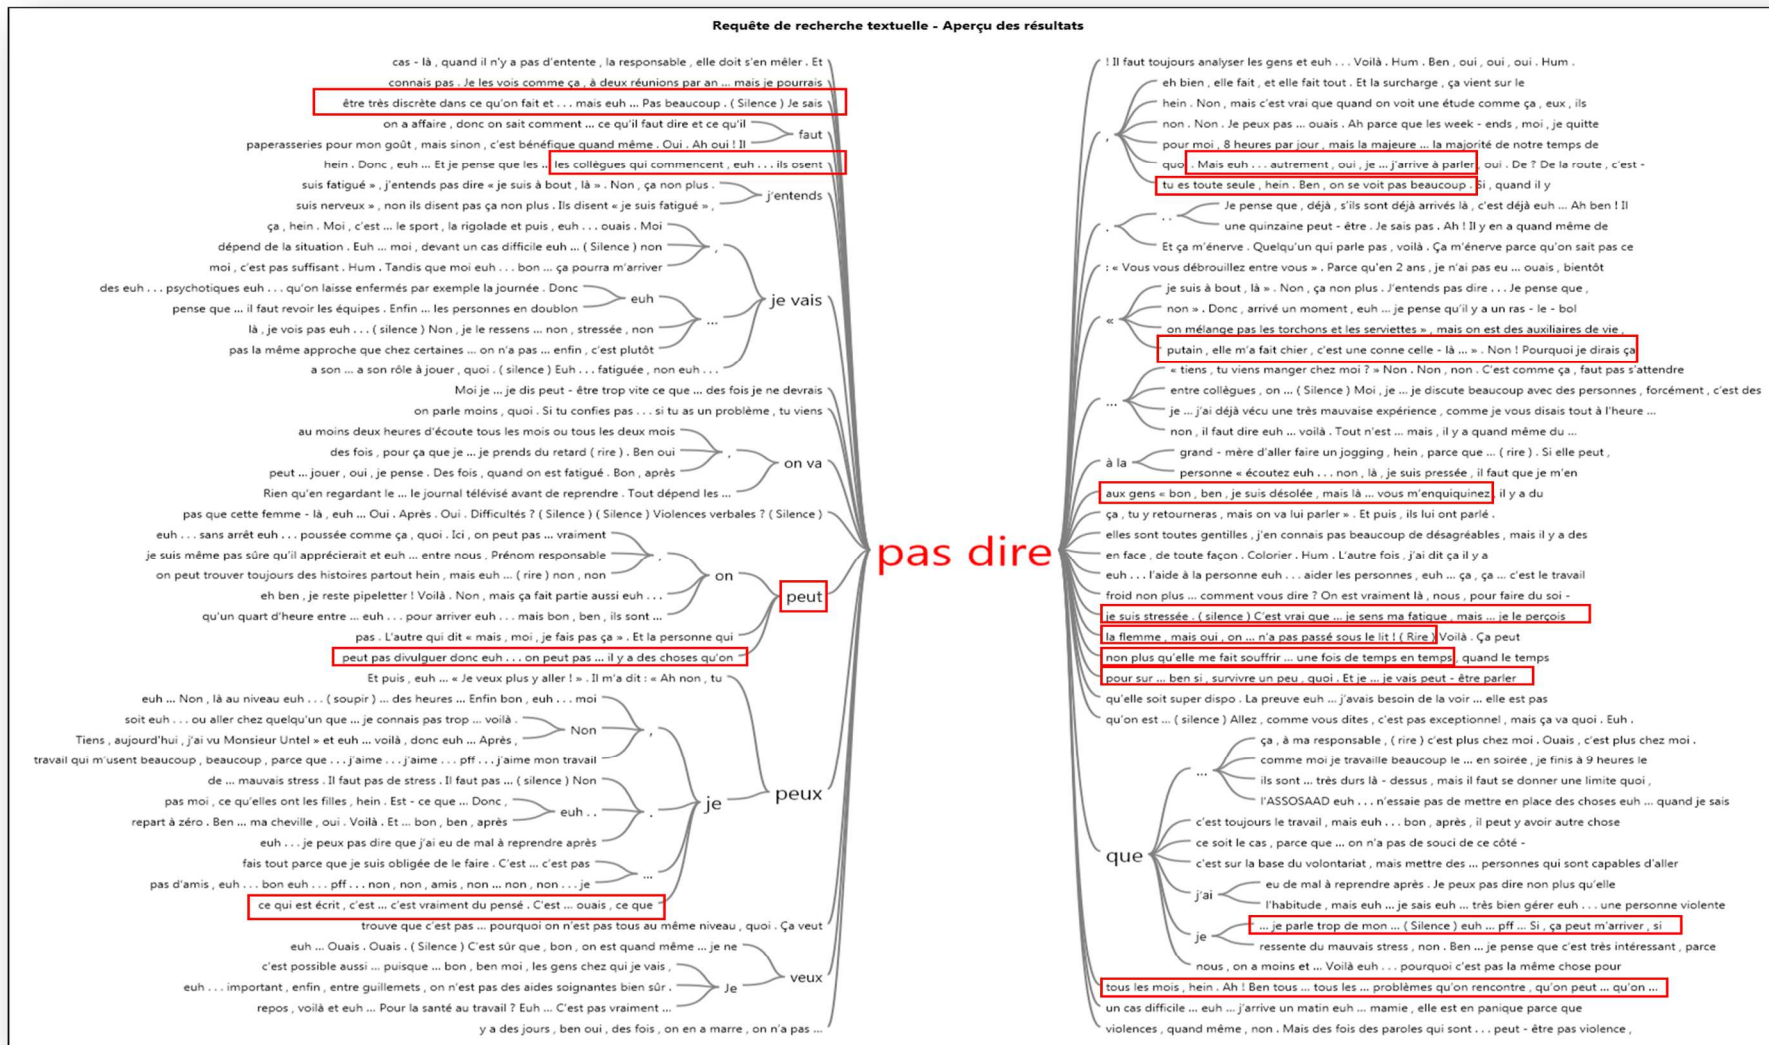 Requête de recherche textuelle - Aperçu des résultats
cas - là , quand il n'y a pas d'entente , la responsable , elle doit s'en mêler . Et
connais pas . Je les vois comme ça , à deux réunions par an ... mais je pourrais
être très discrète dans ce qu'on fait et . . . mais euh ... Pas beaucoup . ( Silence ) Je sais
on a affaire , donc on sait comment ... ce qu'il faut dire et ce qu'il
faut
paperasseries pour mon goût , mais sinon , c'est bénéfique quand même . Oui . Ah oui ! Il
hein . Donc , euh ... Et je pense que les ... les collègues qui commencent , euh . . . ils osent
suis fatigué » , j'entends pas dire « je suis à bout , là » . Non , ça non plus .
j'entends
suis nerveux » , non ils disent pas ça non plus . Ils disent « je suis fatigué » ,
ça , hein . Moi , c'est ... le sport , la rigolade et puis , euh . . . ouais . Moi
dépend de la situation . Euh ... moi , devant un cas difficile euh ... ( Silence ) non
,
moi , c'est pas suffisant . Hum . Tandis que moi euh . . . bon ... ça pourra m'arriver
des euh . . . psychotiques euh . . . qu'on laisse enfermés par exemple la journée . Donc
euh
je vais
pense que ... il faut revoir les équipes . Enfin ... les personnes en doublon
...
là , je vois pas euh . . . ( silence ) Non , je le ressens ... non , stressée , non
pas la même approche que chez certaines ... on n'a pas ... enfin , c'est plutôt
a son ... a son rôle à jouer , quoi . ( silence ) Euh . . . fatiguée , non euh . . .
Moi je ... je dis peut - être trop vite ce que ... des fois je ne devrais
on parle moins , quoi . Si tu confies pas . . . si tu as un problème , tu viens
au moins deux heures d'écoute tous les mois ou tous les deux mois
des fois , pour ça que je ... je prends du retard ( rire ) . Ben oui
,
on va
peut ... jouer , oui , je pense . Des fois , quand on est fatigué . Bon , après
Rien qu'en regardant le ... le journal télévisé avant de reprendre . Tout dépend les ...
pas que cette femme - là , euh ... Oui . Après . Oui . Difficultés ? ( Silence ) ( Silence ) Violences verbales ? ( Silence )
euh ... sans arrêt euh . . . poussée comme ça , quoi . Ici , on peut pas ... vraiment
je suis même pas sûre qu'il apprécierait et euh ... entre nous , Prénom responsable
,
on peut trouver toujours des histoires partout hein , mais euh ... ( rire ) non , non
on
eh ben , je reste pipeletter ! Voilà . Non , mais ça fait partie aussi euh . . .
peut
qu'un quart d'heure entre ... euh . . . pour arriver euh . . . mais bon , ben , ils sont ...
pas . L'autre qui dit « mais , moi , je fais pas ça » . Et la personne qui
peut pas divulguer donc euh . . . on peut pas ... il y a des choses qu'on
Et puis , euh ... « Je veux plus y aller ! » . Il m'a dit : « Ah non , tu
euh ... Non , là au niveau euh . . . ( soupir ) ... des heures ... Enfin bon , euh . . . moi
soit euh . . . ou aller chez quelqu'un que ... je connais pas trop ... voilà .
Non
,
Tiens , aujourd'hui , j'ai vu Monsieur Untel » et euh ... voilà , donc euh ... Après ,
travail qui m'usent beaucoup , beaucoup , parce que . . . j'aime . . . j'aime ... pff . . . j'aime mon travail
de ... mauvais stress . Il faut pas de stress . Il faut pas ... ( silence ) Non
je
peux
pas moi , ce qu'elles ont les filles , hein . Est - ce que ... Donc ,
euh . .
.
repart à zéro . Ben ... ma cheville , oui . Voilà . Et ... bon , ben , après
euh . . . je peux pas dire que j'ai eu de mal à reprendre après
fais tout parce que je suis obligée de le faire . C'est ... c'est pas
...
pas d'amis , euh ... bon euh . . . pff . . . non , non , amis , non ... non , non . . . je
ce qui est écrit , c'est ... c'est vraiment du pensé . C'est ... ouais , ce que
trouve que c'est pas ... pourquoi on n'est pas tous au même niveau , quoi . Ça veut
euh ... Ouais . Ouais . ( Silence ) C'est sûr que , bon , on est quand même ... je ne
c'est possible aussi ... puisque ... bon , ben moi , les gens chez qui je vais ,
veux
Je
euh . . . important , enfin , entre guillemets , on n'est pas des aides soignantes bien sûr .
repos , voilà et euh ... Pour la santé au travail ? Euh ... C'est pas vraiment ...
y a des jours , ben oui , des fois , on en a marre , on n'a pas ...
pas dire
! Il faut toujours analyser les gens et euh . . . Voilà . Hum . Ben , oui , oui , oui . Hum .
eh bien , elle fait , et elle fait tout . Et la surcharge , ça vient sur le
hein . Non , mais c'est vrai que quand on voit une étude comme ça , eux , ils
non . Non . Je peux pas ... ouais . Ah parce que les week - ends , moi , je quitte
,
pour moi , 8 heures par jour , mais la majeure ... la majorité de notre temps de
quoi . Mais euh . . . autrement , oui , je ... j'arrive à parler , oui . De ? De la route , c'est -
tu es toute seule , hein . Ben , on se voit pas beaucoup . Si , quand il y
Je pense que , déjà , s'ils sont déjà arrivés là , c'est déjà euh ... Ah ben ! Il
. .
.
une quinzaine peut - être . Je sais pas . Ah ! Il y en a quand même de
Et ça m'énerve . Quelqu'un qui parle pas , voilà . Ça m'énerve parce qu'on sait pas ce
: « Vous vous débrouillez entre vous » . Parce qu'en 2 ans , je n'ai pas eu ... ouais , bientôt
je suis à bout , là » . Non , ça non plus . J'entends pas dire . . . Je pense que ,
non » . Donc , arrivé un moment , euh ... je pense qu'il y a un ras - le - bol
«
on mélange pas les torchons et les serviettes » , mais on est des auxiliaires de vie ,
putain , elle m'a fait chier , c'est une conne celle - là ... » . Non ! Pourquoi je dirais ça
« tiens , tu viens manger chez moi ? » Non . Non , non . C'est comme ça , faut pas s'attendre
entre collègues , on ... ( Silence ) Moi , je ... je discute beaucoup avec des personnes , forcément , c'est des
...
je ... j'ai déjà vécu une très mauvaise expérience , comme je vous disais tout à l'heure ...
non , il faut dire euh ... voilà . Tout n'est ... mais , il y a quand même du ...
grand - mère d'aller faire un jogging , hein , parce que ... ( rire ) . Si elle peut ,
à la
personne « écoutez euh . . . non , là , je suis pressée , il faut que je m'en
aux gens « bon , ben , je suis désolée , mais là ... vous m'enquiquinez , il y a du
ça , tu y retourneras , mais on va lui parler » . Et puis , ils lui ont parlé .
elles sont toutes gentilles , j'en connais pas beaucoup de désagréables , mais il y a des
en face , de toute façon . Colorier . Hum . L'autre fois , j'ai dit ça il y a
euh . . . l'aide à la personne euh . . . aider les personnes , euh ... ça , ça ... c'est le travail
froid non plus ... comment vous dire ? On est vraiment là , nous , pour faire du soi -
je suis stressée . ( silence ) C'est vrai que ... je sens ma fatigue , mais ... je le perçois
la flemme , mais oui , on ... n'a pas passé sous le lit ! ( Rire ) Voilà . Ça peut
non plus qu'elle me fait souffrir ... une fois de temps en temps , quand le temps
pour sur ... ben si , survivre un peu , quoi . Et je ... je vais peut - être parler
qu'elle soit super dispo . La preuve euh ... j'avais besoin de la voir ... elle est pas
qu'on est ... ( silence ) Allez , comme vous dites , c'est pas exceptionnel , mais ça va quoi . Euh .
ça , à ma responsable , ( rire ) c'est plus chez moi . Ouais , c'est plus chez moi .
comme moi je travaille beaucoup le ... en soirée , je finis à 9 heures le
...
ils sont ... très durs là - dessus , mais il faut se donner une limite quoi ,
l'ASSOSAAD euh . . . n'essaie pas de mettre en place des choses euh ... quand je sais
c'est toujours le travail , mais euh . . . bon , après , il peut y avoir autre chose
ce soit le cas , parce que ... on n'a pas de souci de ce côté -
que
c'est sur la base du volontariat , mais mettre des ... personnes qui sont capables d'aller
eu de mal à reprendre après . Je peux pas dire non plus qu'elle
j'ai
l'habitude , mais euh ... je sais euh ... très bien gérer euh . . . une personne violente
... je parle trop de mon ... ( Silence ) euh ... pff ... Si , ça peut m'arriver , si
je
ressente du mauvais stress , non . Ben ... je pense que c'est très intéressant , parce
nous , on a moins et ... Voilà euh . . . pourquoi c'est pas la même chose pour
tous les mois , hein . Ah ! Ben tous ... tous les ... problèmes qu'on rencontre , qu'on peut ... qu'on ...
un cas difficile ... euh ... j'arrive un matin euh ... mamie , elle est en panique parce que
violences , quand même , non . Mais des fois des paroles qui sont . . . peut - être pas violence ,